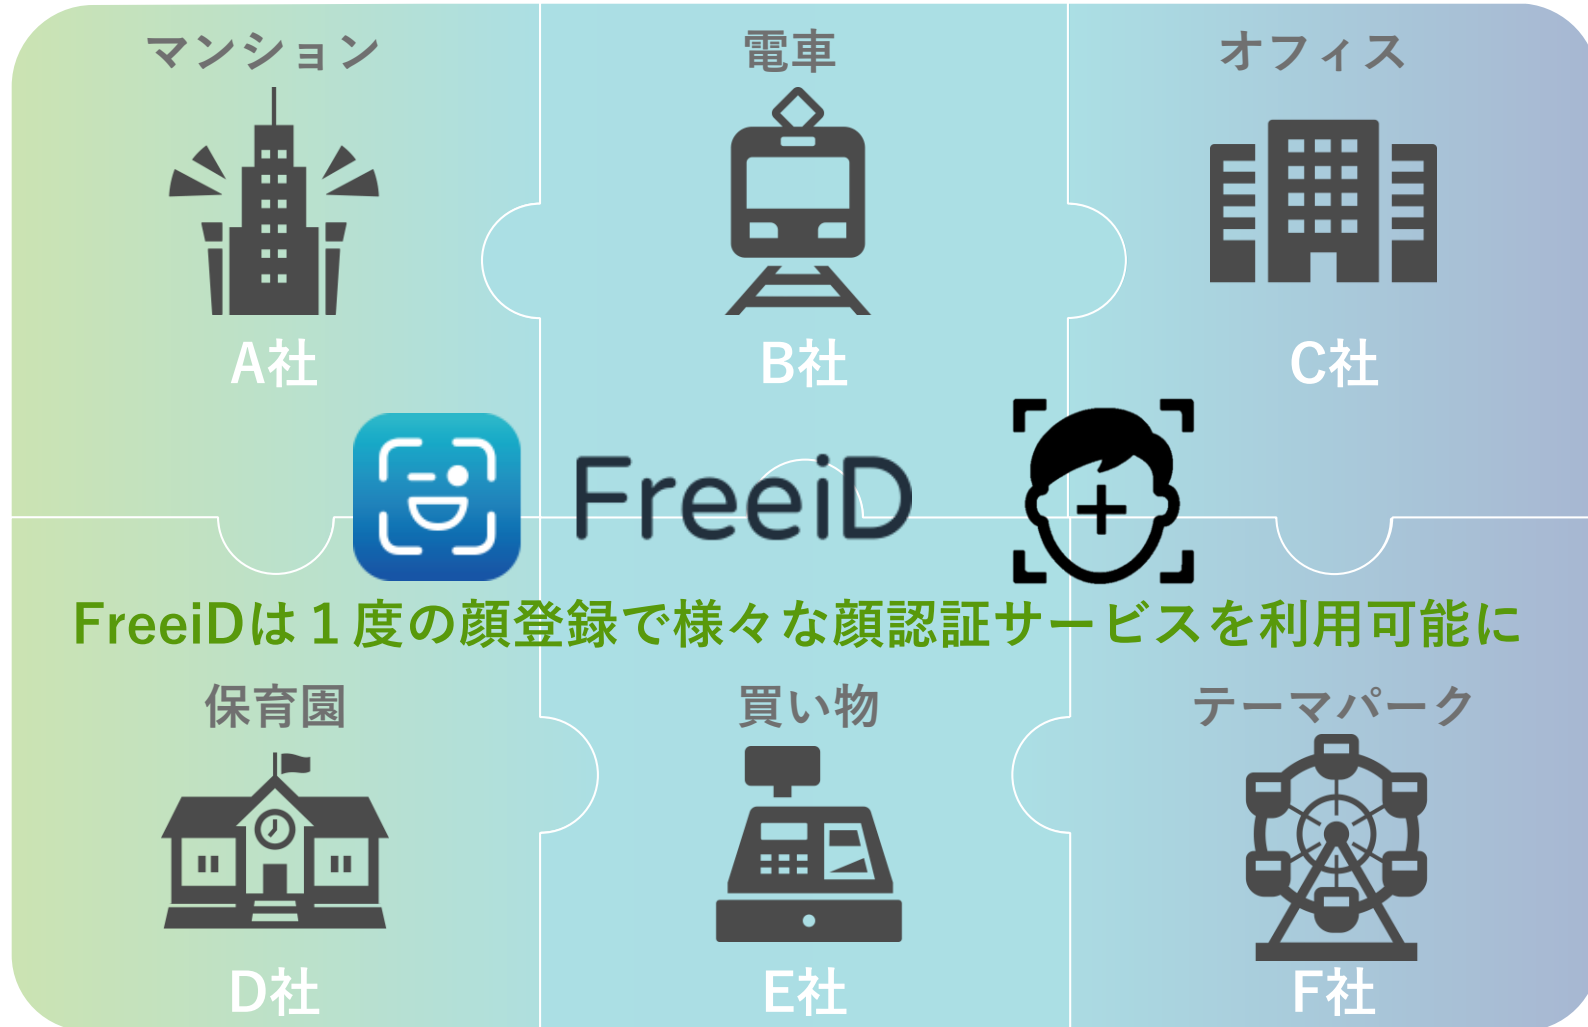 マンション
電車
オフィス
A社
B社
C社
FreeiD
FreeiDは１度の顔登録で様々な顔認証サービスを利用可能に
保育園
買い物
テーマパーク
D社
E社
F社